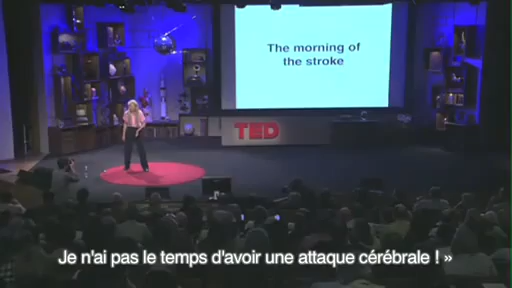 The morning of
the stroke
TED
Je n'ai pas le temps d'avoir une attaque cérébrale ! »